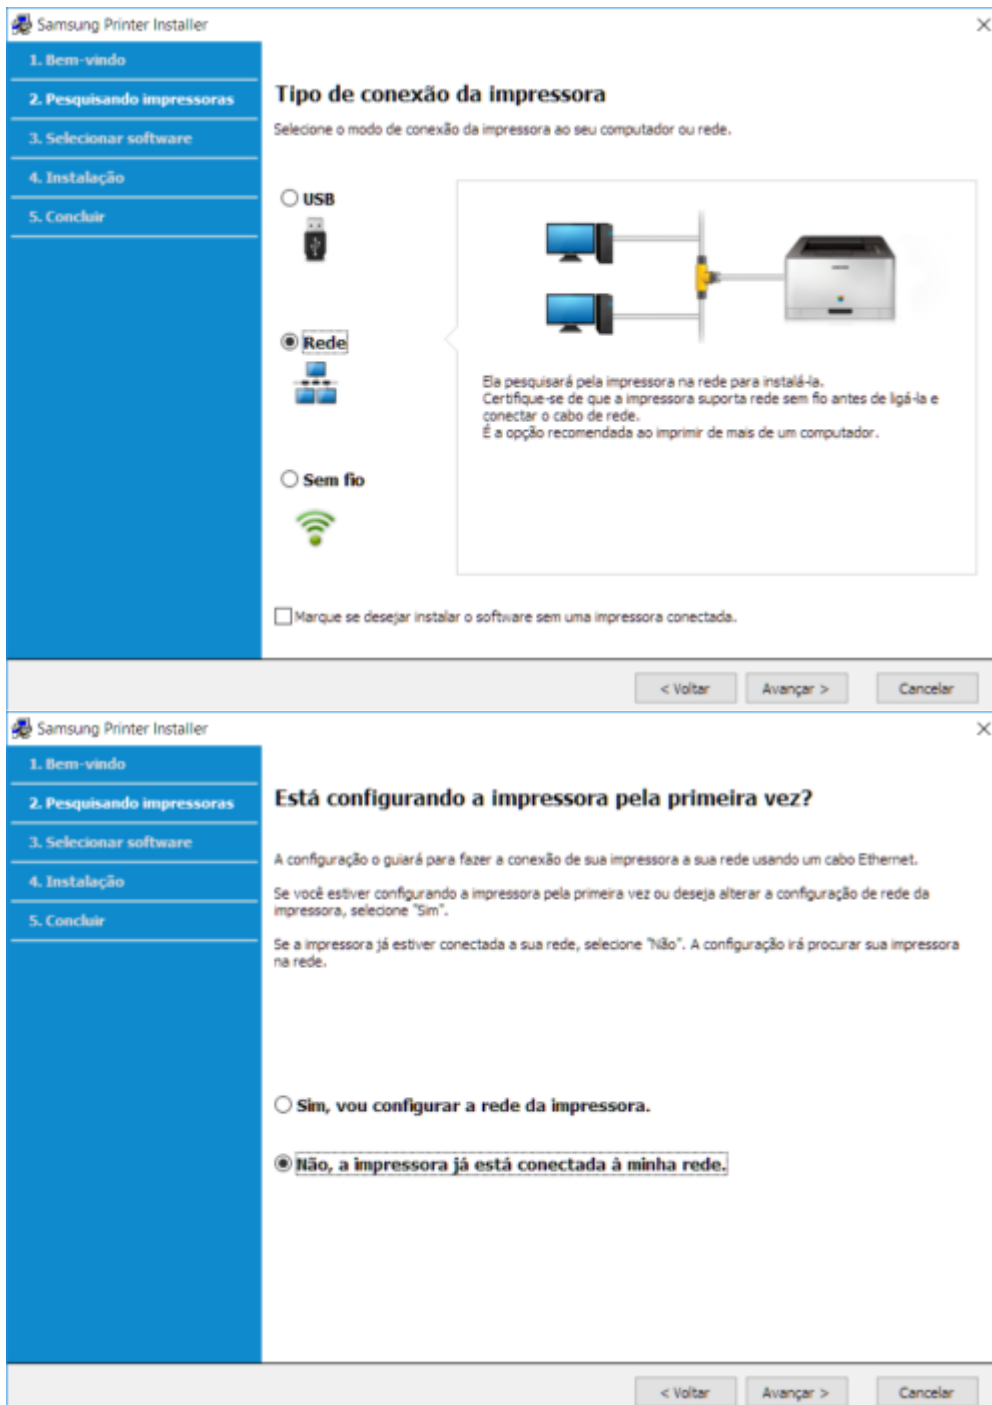 Samsung Printer Installer
1. Bem-vindo
2. Pesquisando impressoras
3. Selecionar software
4. Instalação
5. Concluir
Tipo de conexão da impressora
Selecione o modo de conexão da impressora ao seu computador ou rede.
USB
Rede
Sem fio
Ela pesquisará pela impressora na rede para instalá-la.
Certifique-se de que a impressora suporta rede sem fio antes de ligá-la e
conectar o cabo de rede.
É a opção recomendada ao imprimir de mais de um computador.
Marque se desejar instalar o software sem uma impressora conectada.
< Voltar
Avançar >
Cancelar
Samsung Printer Installer
1. Bem-vindo
2. Pesquisando impressoras
3. Selecionar software
4. Instalação
5. Concluir
Está configurando a impressora pela primeira vez?
A configuração o guiará para fazer a conexão de sua impressora a sua rede usando um cabo Ethernet.
Se você estiver configurando a impressora pela primeira vez ou deseja alterar a configuração de rede da
impressora, selecione "Sim".
Se a impressora já estiver conectada a sua rede, selecione "Não". A configuração irá procurar sua impressora
na rede.
Sim, vou configurar a rede da impressora.
Não, a impressora já está conectada à minha rede.
< Voltar
Avançar >
Cancelar